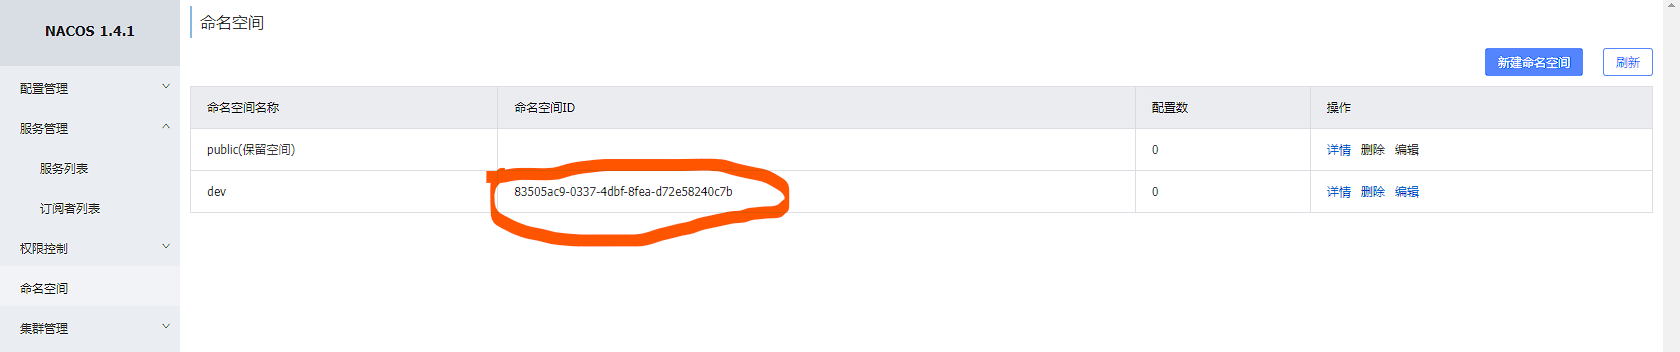 NACOS 1.4.1
配置管理
服务管理
服务列表
订阅者列表
权限控制
命名空间
集群管理
命名空间
新建命名空间 刷新
命名空间名称 命名空间ID 配置数 操作
public(保留空间) 0 详情 删除 编辑
dev 83505ac9-0337-4dbf-8fea-d72e58240c7b 0 详情 删除 编辑